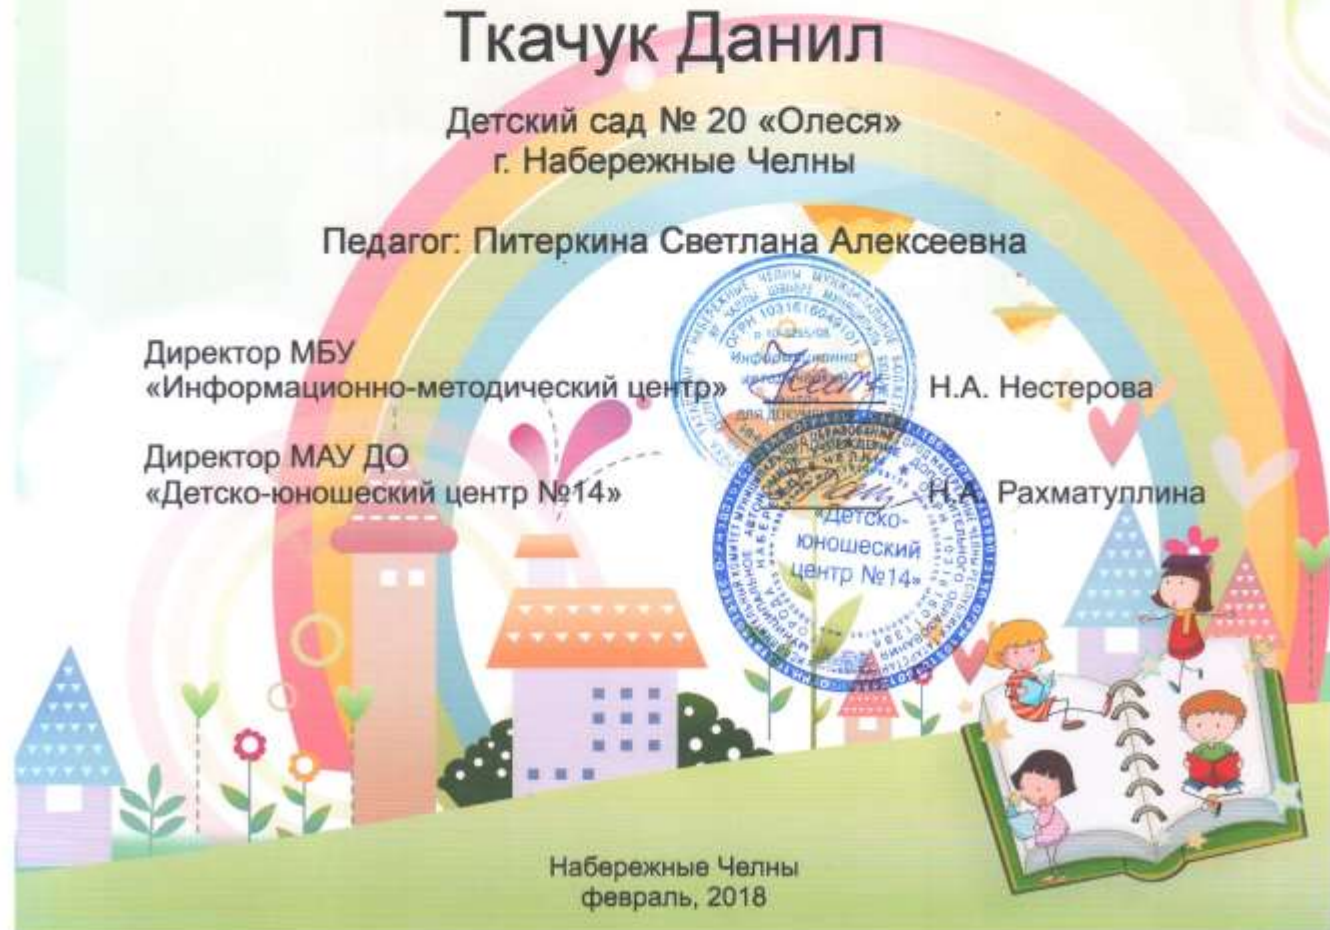 Ткачук Данил
Детский сад № 20 «Олеся»
г. Набережные Челны
Педагог: Питеркина Светлана Алексеевна
Директор МБУ
«Информационно-методический центр»
Н.А. Нестерова
Директор МАУ ДО
«Детско-юношеский центр №14»
Н.А. Рахматуллина
«Детско-
юношеский
центр №14»
Набережные Челны
февраль, 2018